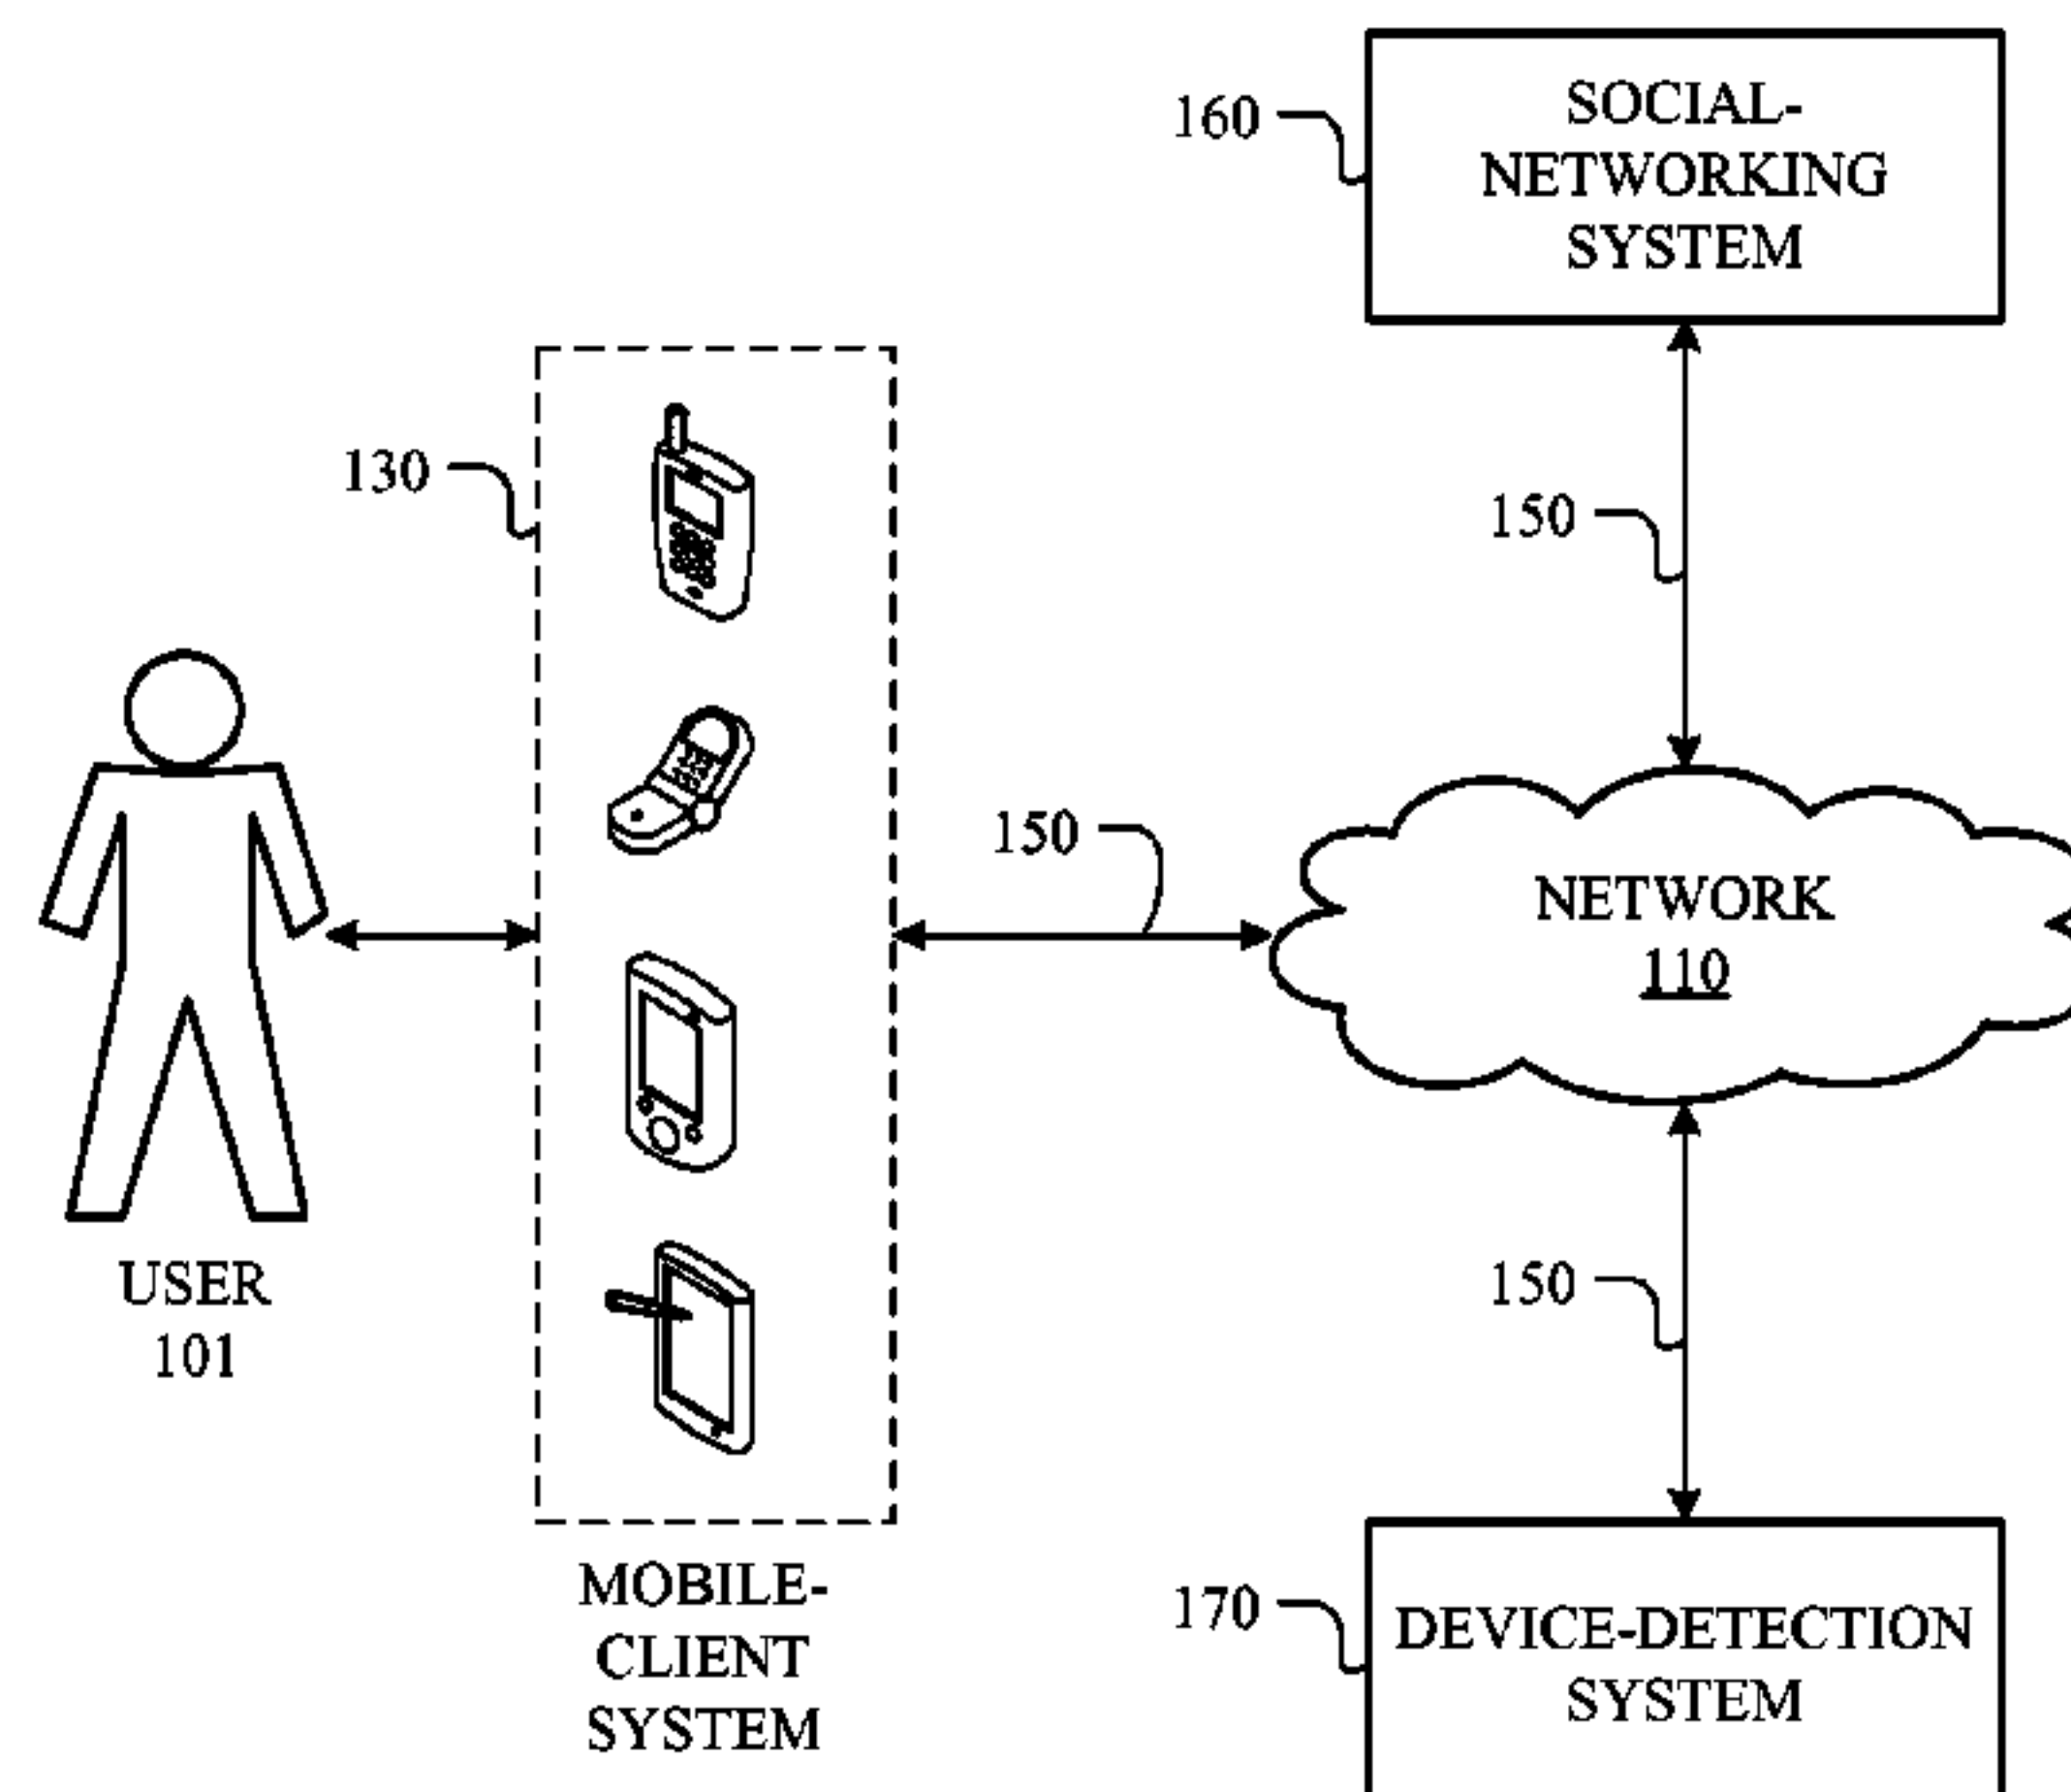 160
SOCIAL-
NETWORKING
SYSTEM
130
150
150
NETWORK
110
USER
101
150
MOBILE-
CLIENT
SYSTEM
170
DEVICE-DETECTION
SYSTEM